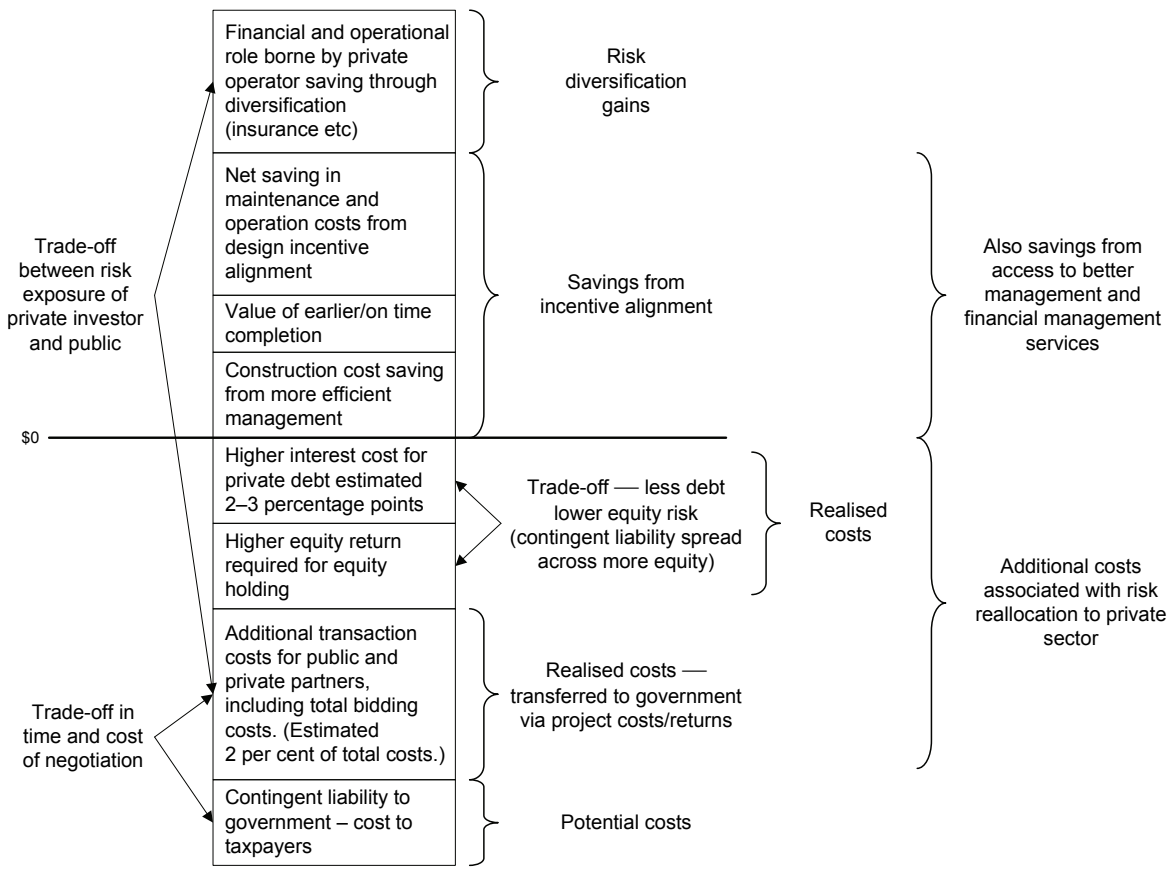 Financial and operational
role borne by private
operator saving through
diversification
(insurance etc)
Risk
diversification
gains
Net saving in
maintenance and
operation costs from
design incentive
alignment
Value of earlier/on time
completion
Construction cost saving
from more efficient
management
Savings from
incentive alignment
Also savings from
access to better
management and
financial management
services
Trade-off
between risk
exposure of
private investor
and public
$0
Higher interest cost for
private debt estimated
2–3 percentage points
Higher equity return
required for equity
holding
Trade-off — less debt
lower equity risk
(contingent liability spread
across more equity)
Realised
costs
Additional costs
associated with risk
reallocation to private
sector
Additional transaction
costs for public and
private partners,
including total bidding
costs. (Estimated
2 per cent of total costs.)
Realised costs —
transferred to government
via project costs/returns
Trade-off in
time and cost
of negotiation
Contingent liability to
government – cost to
taxpayers
Potential costs